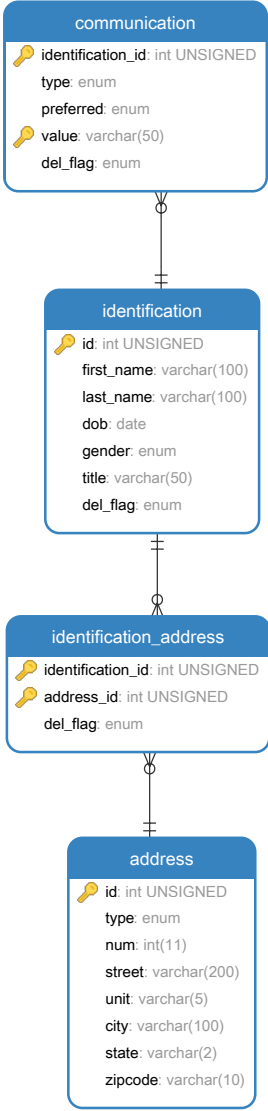 communication
identification_id: int UNSIGNED
type: enum
preferred: enum
value: varchar(50)
del_flag: enum
identification
id: int UNSIGNED
first_name: varchar(100)
last_name: varchar(100)
dob: date
gender: enum
title: varchar(50)
del_flag: enum
identification_address
identification_id: int UNSIGNED
address_id: int UNSIGNED
del_flag: enum
address
id: int UNSIGNED
type: enum
num: int(11)
street: varchar(200)
unit: varchar(5)
city: varchar(100)
state: varchar(2)
zipcode: varchar(10)